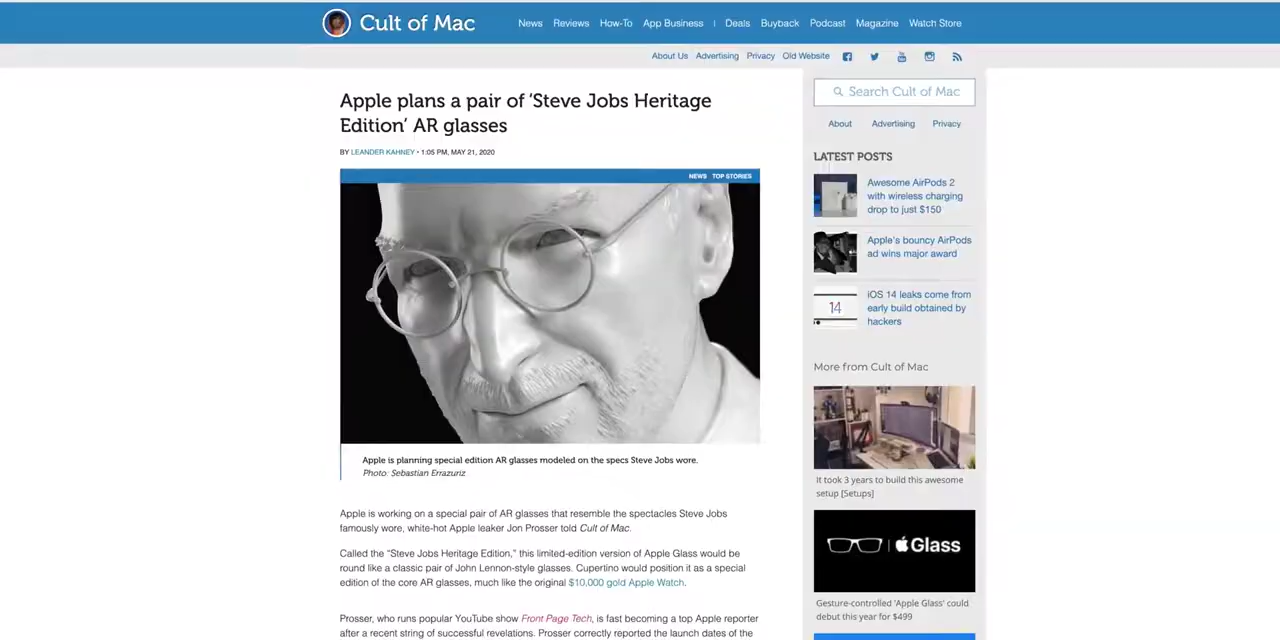 Cult of Mac
News Reviews How-To App Business | Deals Buyback Podcast Magazine Watch Store
About Us Advertising Privacy Old Website
Apple plans a pair of ‘Steve Jobs Heritage
Edition’ AR glasses
BY LEANDER KAHNEY • 1:05 PM, MAY 21, 2020
NEWS TOP STORIES
Apple is planning special edition AR glasses modeled on the specs Steve Jobs wore.
Photo: Sebastian Errazuriz
Apple is working on a special pair of AR glasses that resemble the spectacles Steve Jobs
famously wore, white-hot Apple leaker Jon Prosser told Cult of Mac.
Called the “Steve Jobs Heritage Edition,” this limited-edition version of Apple Glass would be
round like a classic pair of John Lennon-style glasses. Cupertino would position it as a special
edition of the core AR glasses, much like the original $10,000 gold Apple Watch.
Prosser, who runs popular YouTube show Front Page Tech, is fast becoming a top Apple reporter
after a recent string of successful revelations. Prosser correctly reported the launch dates of the
Search Cult of Mac
About Advertising Privacy
LATEST POSTS
Awesome AirPods 2
with wireless charging
drop to just $150
Apple's bouncy AirPods
ad wins major award
14
iOS 14 leaks come from
early build obtained by
hackers
More from Cult of Mac
It took 3 years to build this awesome
setup [Setups]
Glass
Gesture-controlled 'Apple Glass' could
debut this year for $499